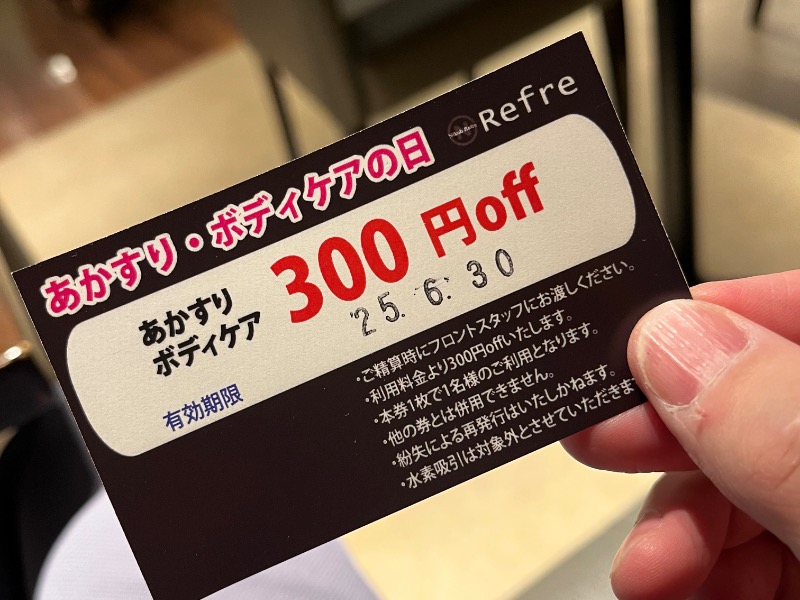 Refre
あかすり・ボディケアの日
300 円off
あかすり
ボディケア
'25. 6. 30
有効期限
・ご精算時にフロントスタッフにお渡しください。
・利用料金より300円offいたします。
・本券1枚で1名様のご利用となります。
・他の券とは併用できません。
・紛失による再発行はいたしかねます。
・水素吸引は対象外とさせていただきま